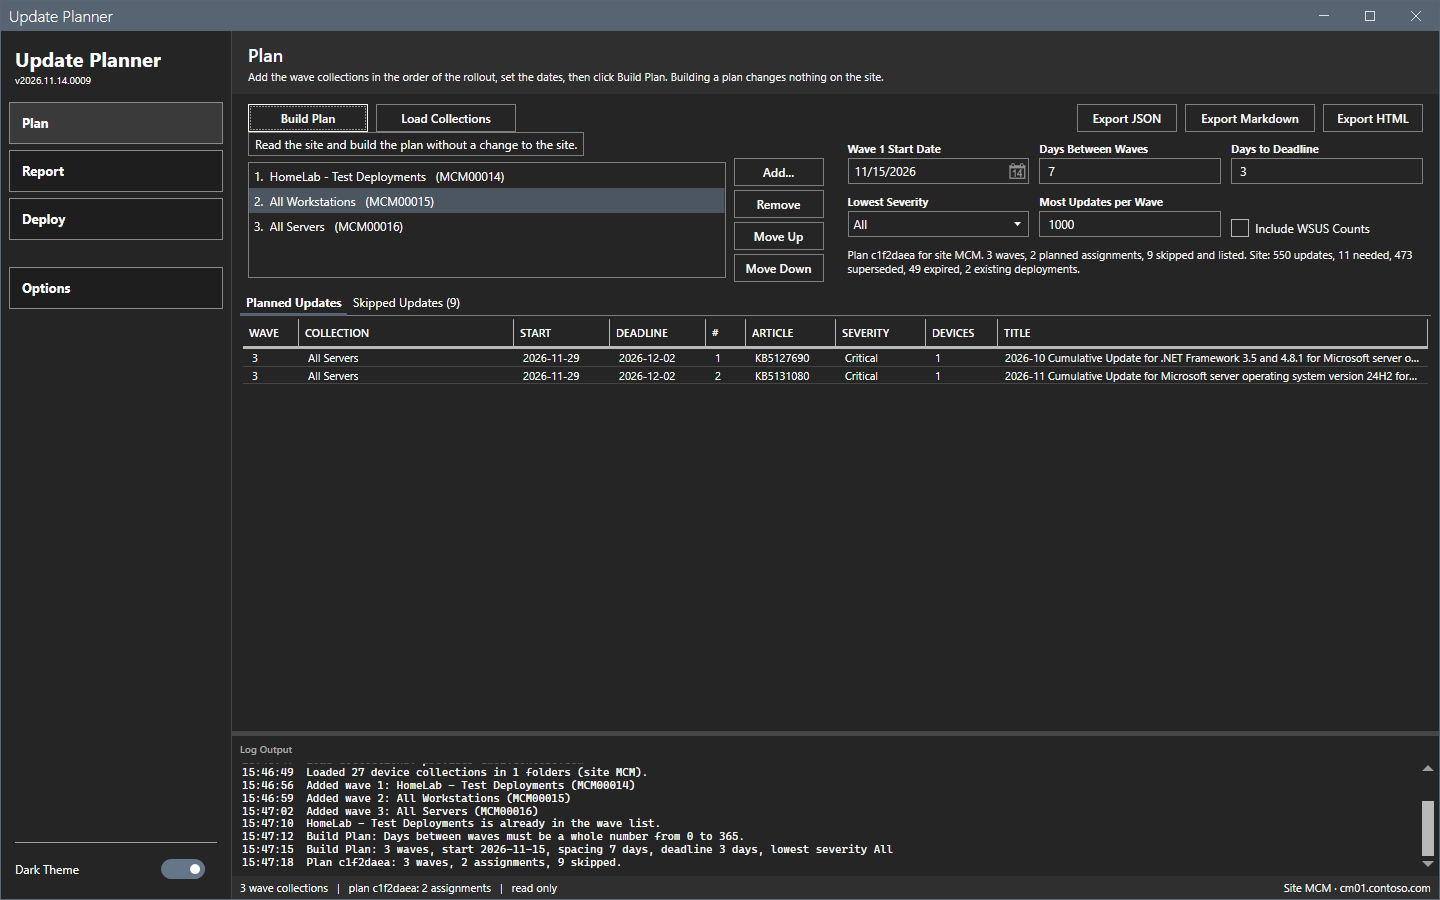 Update Planner
Update Planner
v2026.11.14.0009
Plan
Report
Deploy
Options
Dark Theme
Plan
Add the wave collections in the order of the rollout, set the dates, then click Build Plan. Building a plan changes nothing on the site.
Build Plan
Load Collections
Export JSON
Export Markdown
Export HTML
Read the site and build the plan without a change to the site.
1. HomeLab - Test Deployments (MCM00014)
2. All Workstations (MCM00015)
3. All Servers (MCM00016)
Add...
Remove
Move Up
Move Down
Wave 1 Start Date
Days Between Waves
Days to Deadline
11/15/2026
14
7
3
Lowest Severity
Most Updates per Wave
All
1000
Include WSUS Counts
Plan c1f2daea for site MCM. 3 waves, 2 planned assignments, 9 skipped and listed. Site: 550 updates, 11 needed, 473
superseded, 49 expired, 2 existing deployments.
Planned Updates
Skipped Updates (9)
WAVE COLLECTION START DEADLINE # ARTICLE SEVERITY DEVICES TITLE
3 All Servers 2026-11-29 2026-12-02 1 KB5127690 Critical 1 2026-10 Cumulative Update for .NET Framework 3.5 and 4.8.1 for Microsoft server o...
3 All Servers 2026-11-29 2026-12-02 2 KB5131080 Critical 1 2026-11 Cumulative Update for Microsoft server operating system version 24H2 for...
Log Output
15:46:49 Loaded 27 device collections in 1 folders (site MCM).
15:46:56 Added wave 1: HomeLab - Test Deployments (MCM00014)
15:46:59 Added wave 2: All Workstations (MCM00015)
15:47:02 Added wave 3: All Servers (MCM00016)
15:47:10 HomeLab - Test Deployments is already in the wave list.
15:47:12 Build Plan: Days between waves must be a whole number from 0 to 365.
15:47:15 Build Plan: 3 waves, start 2026-11-15, spacing 7 days, deadline 3 days, lowest severity All
15:47:18 Plan c1f2daea: 3 waves, 2 assignments, 9 skipped.
3 wave collections | plan c1f2daea: 2 assignments | read only
Site MCM · cm01.contoso.com